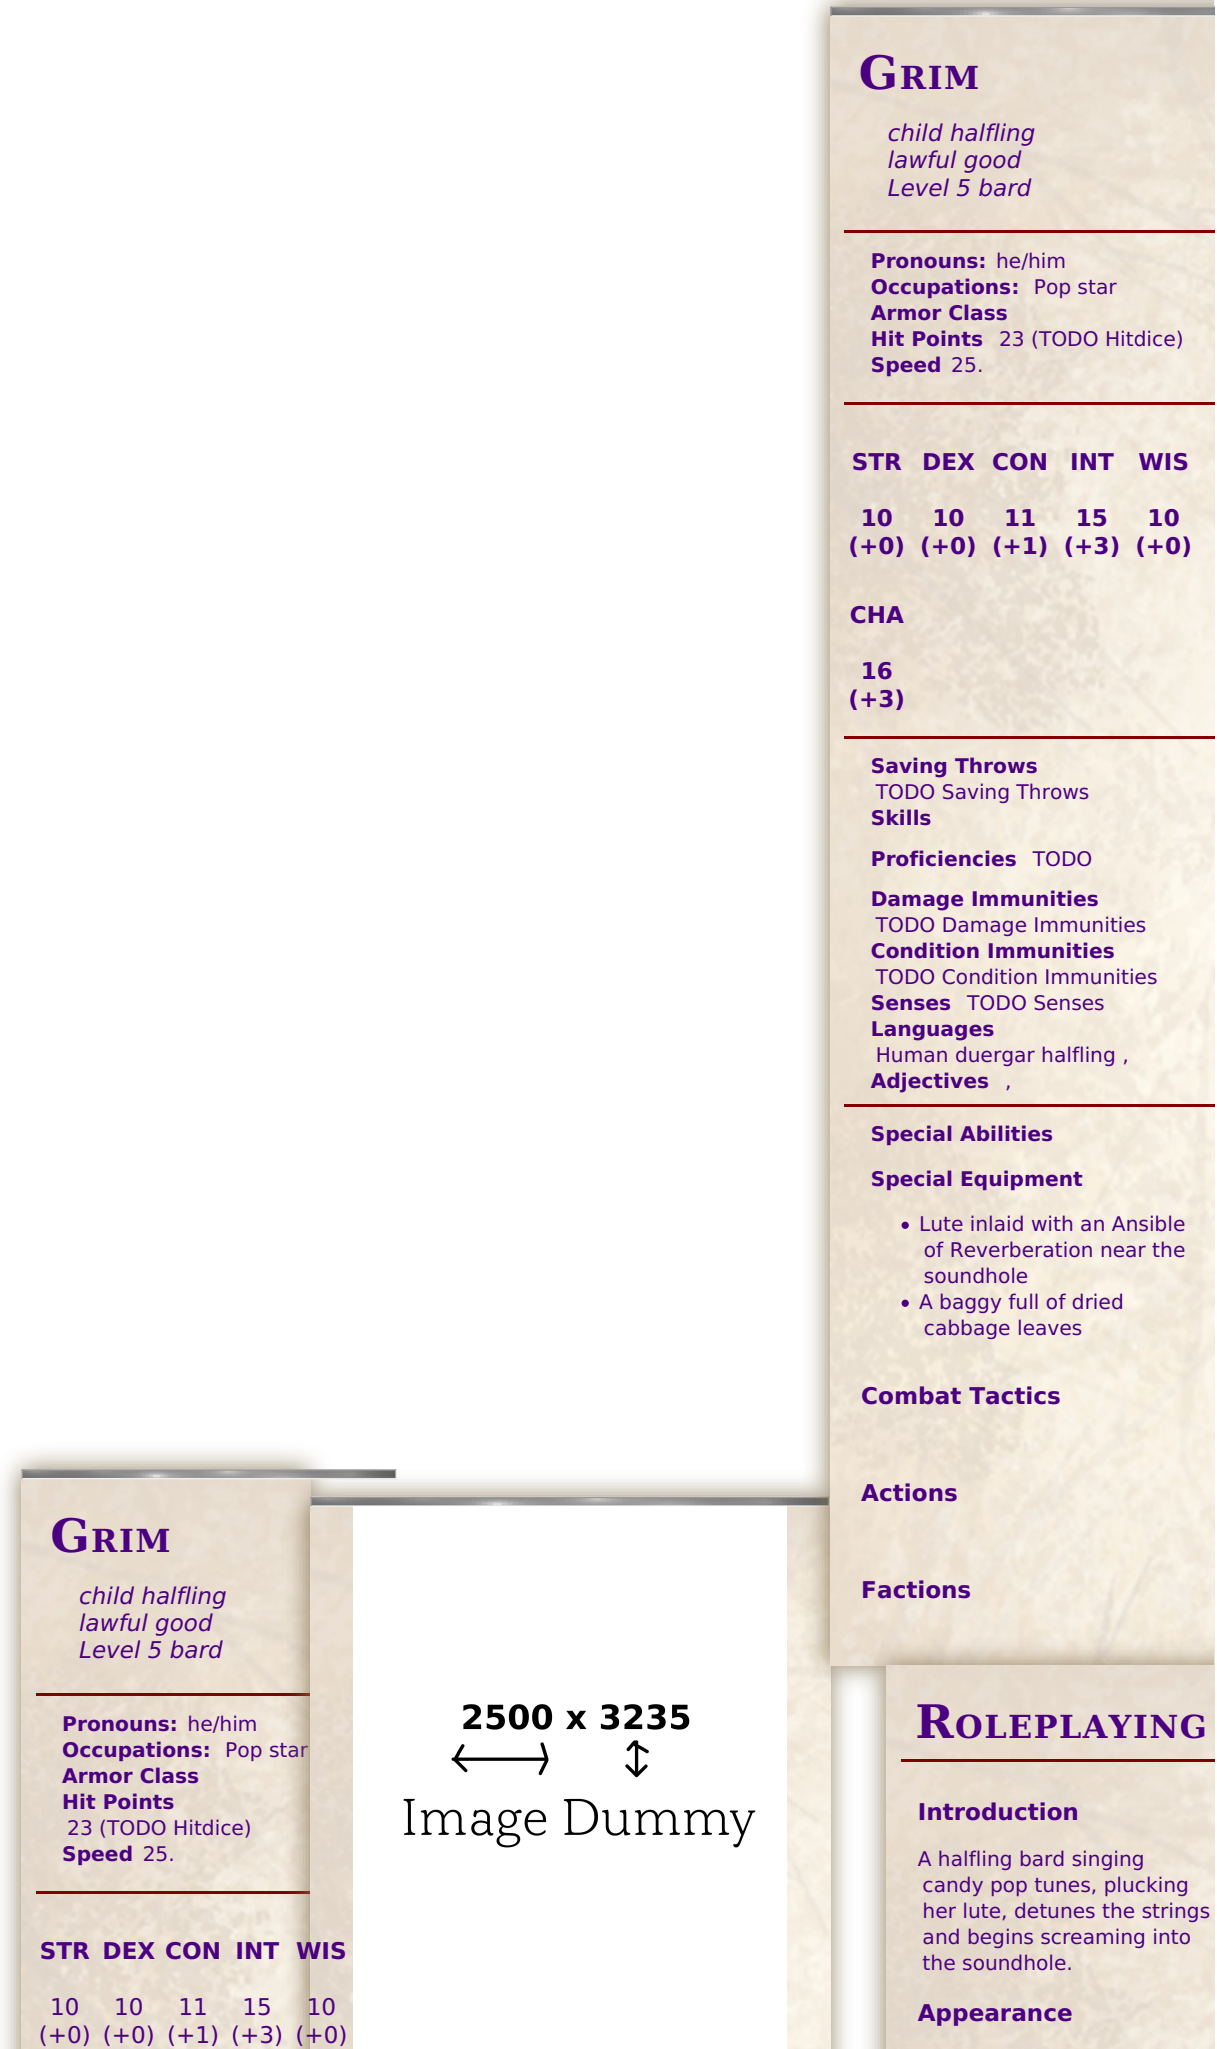 Grim
child halfling
lawful good
Level 5 bard
Pronouns: he/him
Occupations: Pop star
Armor Class
Hit Points 23 (TODO Hitdice)
Speed 25.
STR DEX CON INT WIS
10 10 11 15 10
(+0) (+0) (+1) (+3) (+0)
CHA
16
(+3)
Saving Throws
TODO Saving Throws
Skills
Proficiencies TODO
Damage Immunities
TODO Damage Immunities
Condition Immunities
TODO Condition Immunities
Senses TODO Senses
Languages
Human duergar halfling ,
Adjectives ,
Special Abilities
Special Equipment
• Lute inlaid with an Ansible
of Reverberation near the
soundhole
• A baggy full of dried
cabbage leaves
Combat Tactics
Actions
Factions
Grim
child halfling
lawful good
Level 5 bard
Pronouns: he/him
Occupations: Pop star
Armor Class
Hit Points
23 (TODO Hitdice)
Speed 25.
STR DEX CON INT WIS
10 10 11 15 10
(+0) (+0) (+1) (+3) (+0)
2500 x 3235
Image Dummy
Roleplaying
Introduction
A halfling bard singing
candy pop tunes, plucking
her lute, detunes the strings
and begins screaming into
the soundhole.
Appearance